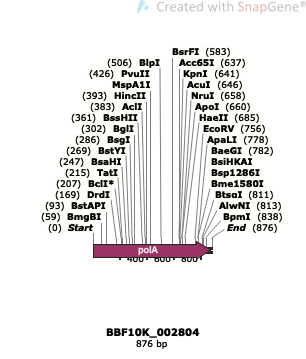 Created with SnapGene®
BsrFI (583)
(506) BlpI Acc65I (637)
(426) PvuII KpnI (641)
MspA1I AcuI (646)
(393) HincII NruI (658)
(383) AclI ApoI (660)
(361) BssHII HaeII (685)
(302) BglI EcoRV (756)
(286) BsgI ApaLI (778)
(269) BstYI BaeGI (782)
(247) BsaHI BsiHKAI
(215) TatI Bsp1286I
(207) BclI* Bme1580I
(169) DrdI BtsαI (811)
(93) BstAPI AlwNI (813)
(59) BmgBI BpmI (838)
(0) Start End (876)
polA
400 600 800
BBF10K_002804
876 bp